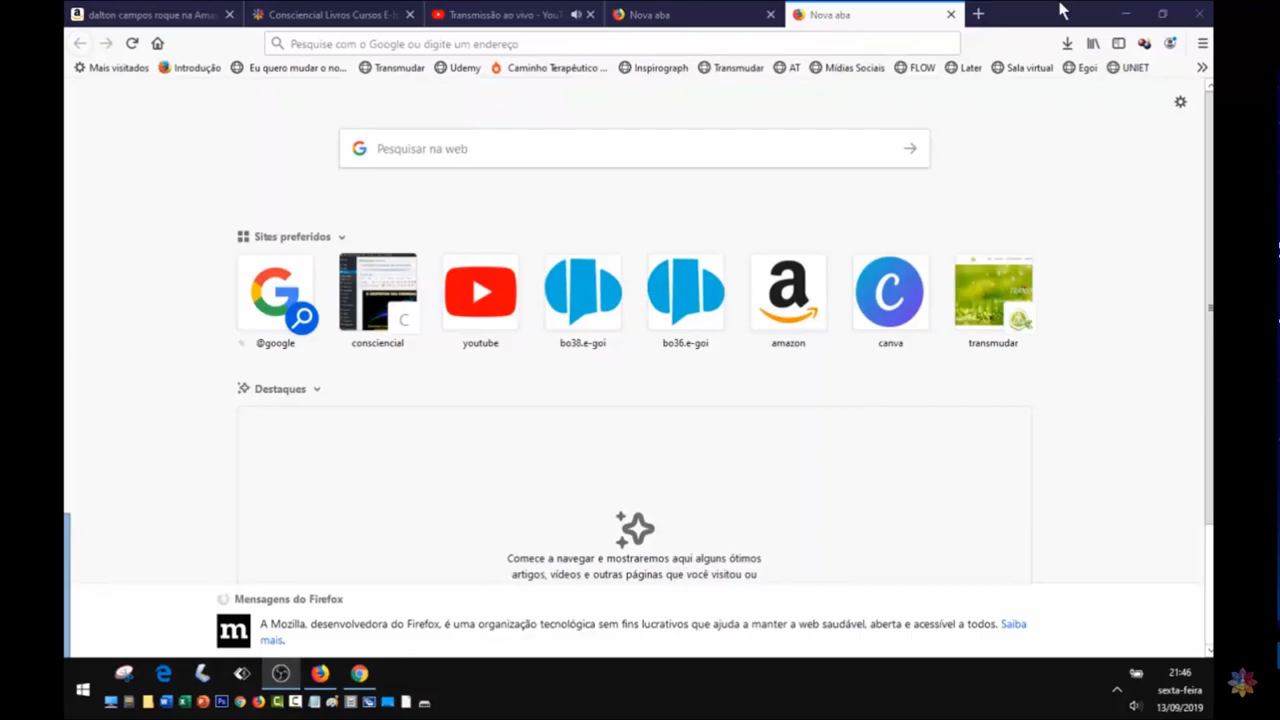 dalton campos roque na Ama
Consciencial Livros Cursos E-b
Transmissão ao vivo - YouT
Nova aba
Nova aba
Pesquise com o Google ou digite um endereço
Mais visitados
Introdução
Eu quero mudar o no...
Transmudar
Udemy
Caminho Terapêutico ...
Inspirograph
Transmudar
AT
Mídias Sociais
FLOW
Later
Sala virtual
Egoi
UNIET
Pesquisar na web
Sites preferidos
@google
consciencial
youtube
bo38.e-goi
bo36.e-goi
amazon
canva
transmudar
Destaques
Comece a navegar e mostraremos aqui alguns ótimos
artigos, vídeos e outras páginas que você visitou ou
Mensagens do Firefox
A Mozilla, desenvolvedora do Firefox, é uma organização tecnológica sem fins lucrativos que ajuda a manter a web saudável, aberta e acessível a todos. Saiba
mais.
21:46
sexta-feira
13/09/2019